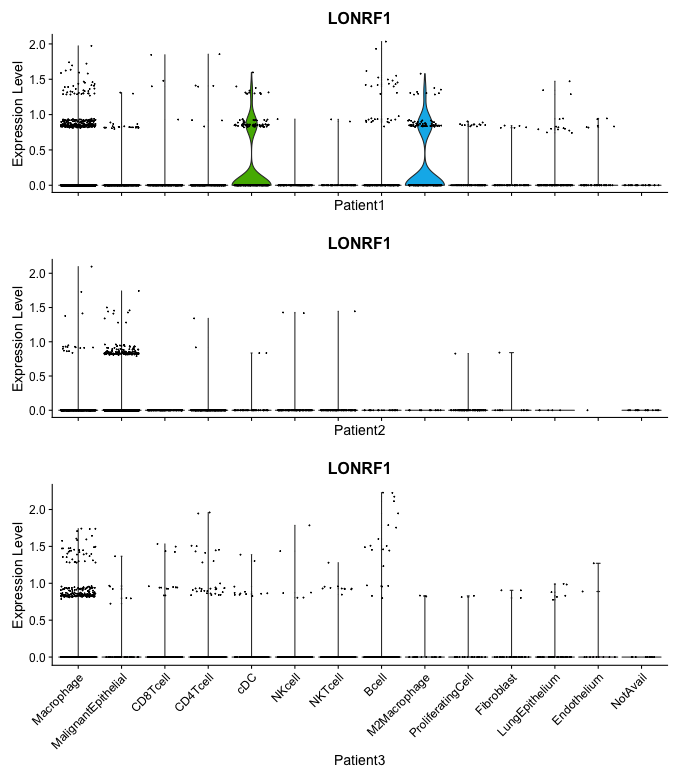 LONRF1
Expression Level
2.0
1.5
1.0
0.5
0.0
Patient1
LONRF1
Expression Level
2.0
1.5
1.0
0.5
0.0
Patient2
LONRF1
Expression Level
2.0
1.5
1.0
0.5
0.0
Macrophage
MalignantEpithelial
CD8Tcell
CD4Tcell
cDC
NKcell
NKTcell
Bcell
M2Macrophage
ProliferatingCell
Fibroblast
LungEpithelium
Endothelium
NotAvail
Patient3